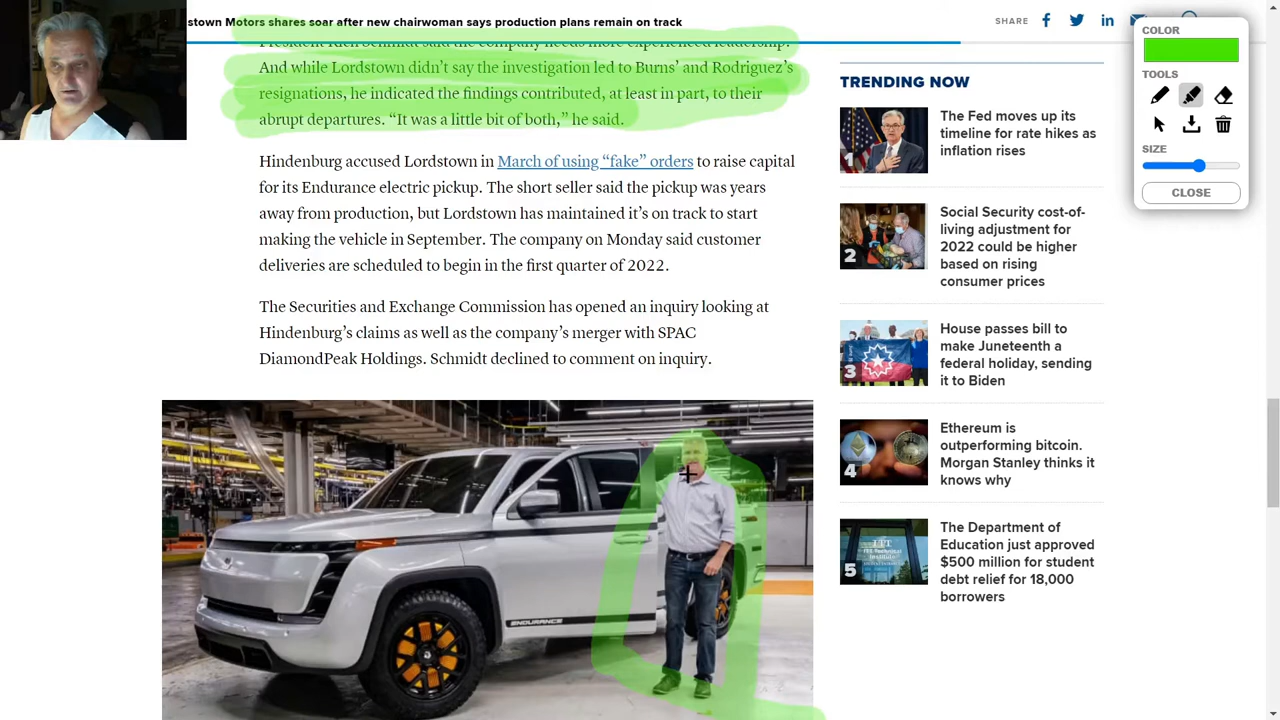 stown Motors shares soar after new chairwoman says production plans remain on track
SHARE
President Rich Schmidt said the company needs more experienced leadership.
And while Lordstown didn’t say the investigation led to Burns’ and Rodriguez’s
resignations, he indicated the findings contributed, at least in part, to their
abrupt departures. “It was a little bit of both,” he said.
Hindenburg accused Lordstown in March of using “fake” orders to raise capital
for its Endurance electric pickup. The short seller said the pickup was years
away from production, but Lordstown has maintained it’s on track to start
making the vehicle in September. The company on Monday said customer
deliveries are scheduled to begin in the first quarter of 2022.
The Securities and Exchange Commission has opened an inquiry looking at
Hindenburg’s claims as well as the company’s merger with SPAC
DiamondPeak Holdings. Schmidt declined to comment on inquiry.
ENDURANCE
TRENDING NOW
1
The Fed moves up its
timeline for rate hikes as
inflation rises
2
Social Security cost-of-
living adjustment for
2022 could be higher
based on rising
consumer prices
3
House passes bill to
make Juneteenth a
federal holiday, sending
it to Biden
4
Ethereum is
outperforming bitcoin.
Morgan Stanley thinks it
knows why
5
ITT
The Department of
Education just approved
$500 million for student
debt relief for 18,000
borrowers
COLOR
TOOLS
SIZE
CLOSE